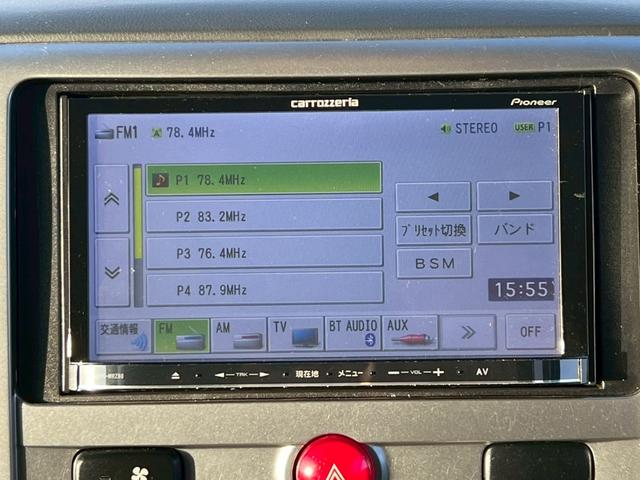 carrozzeria Pioneer
FM1 78.4MHz STEREO USER P1
P1 78.4MHz
P2 83.2MHz
P3 76.4MHz
P4 87.9MHz
ﾌﾟﾘｾｯﾄ切換 バンド
BSM
15:55
交通情報 FM AM TV BT AUDIO AUX OFF
TRK 現在地 メニュー VOL AV